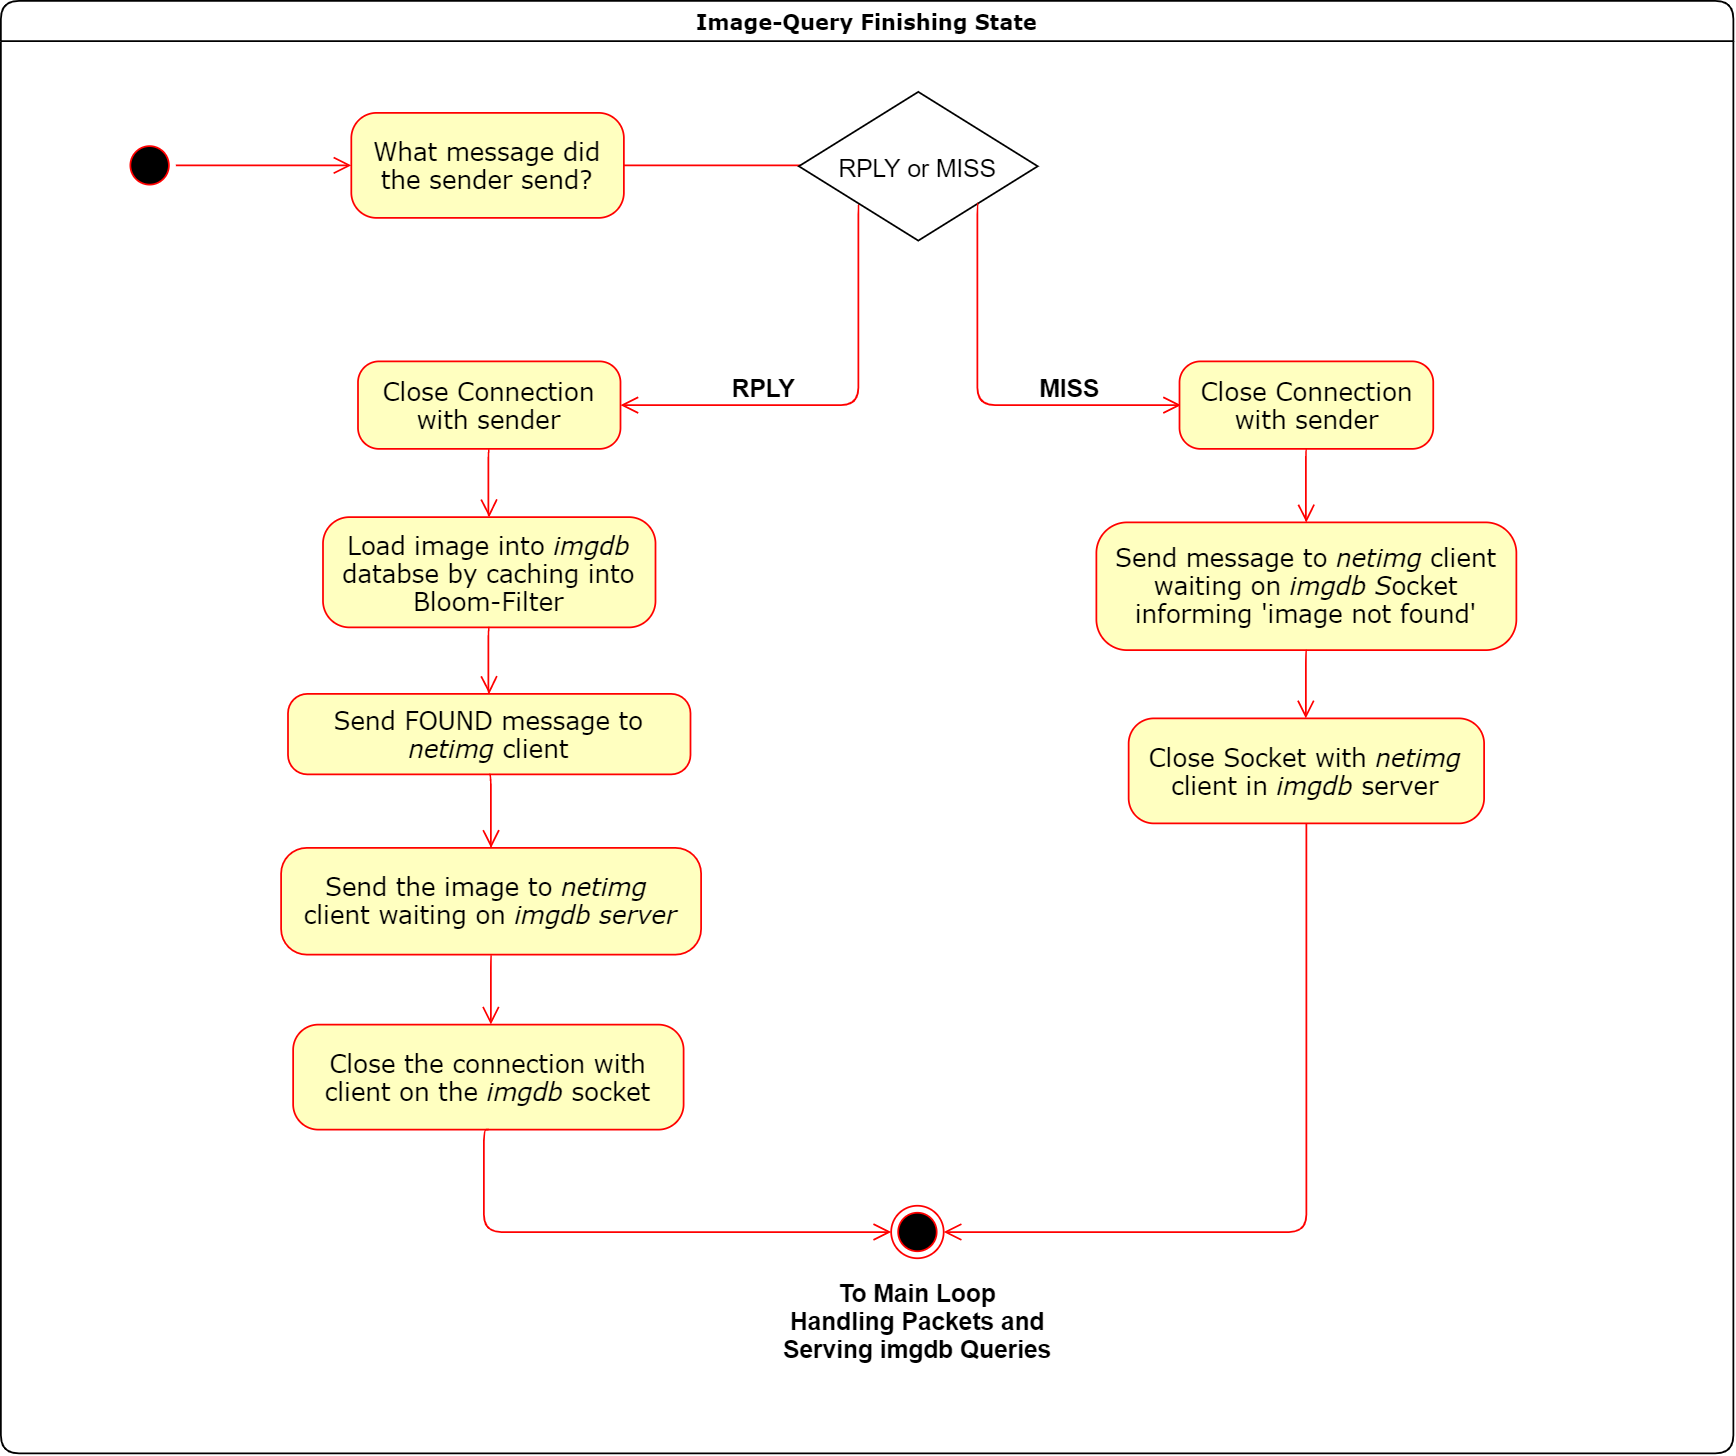 Image-Query Finishing State
What message did
the sender send?
RPLY or MISS
RPLY
MISS
Close Connection
with sender
Load image into imgdb
databse by caching into
Bloom-Filter
Send FOUND message to
netimg client
Send the image to netimg
client waiting on imgdb server
Close the connection with
client on the imgdb socket
Close Connection
with sender
Send message to netimg client
waiting on imgdb Socket
informing 'image not found'
Close Socket with netimg
client in imgdb server
To Main Loop
Handling Packets and
Serving imgdb Queries